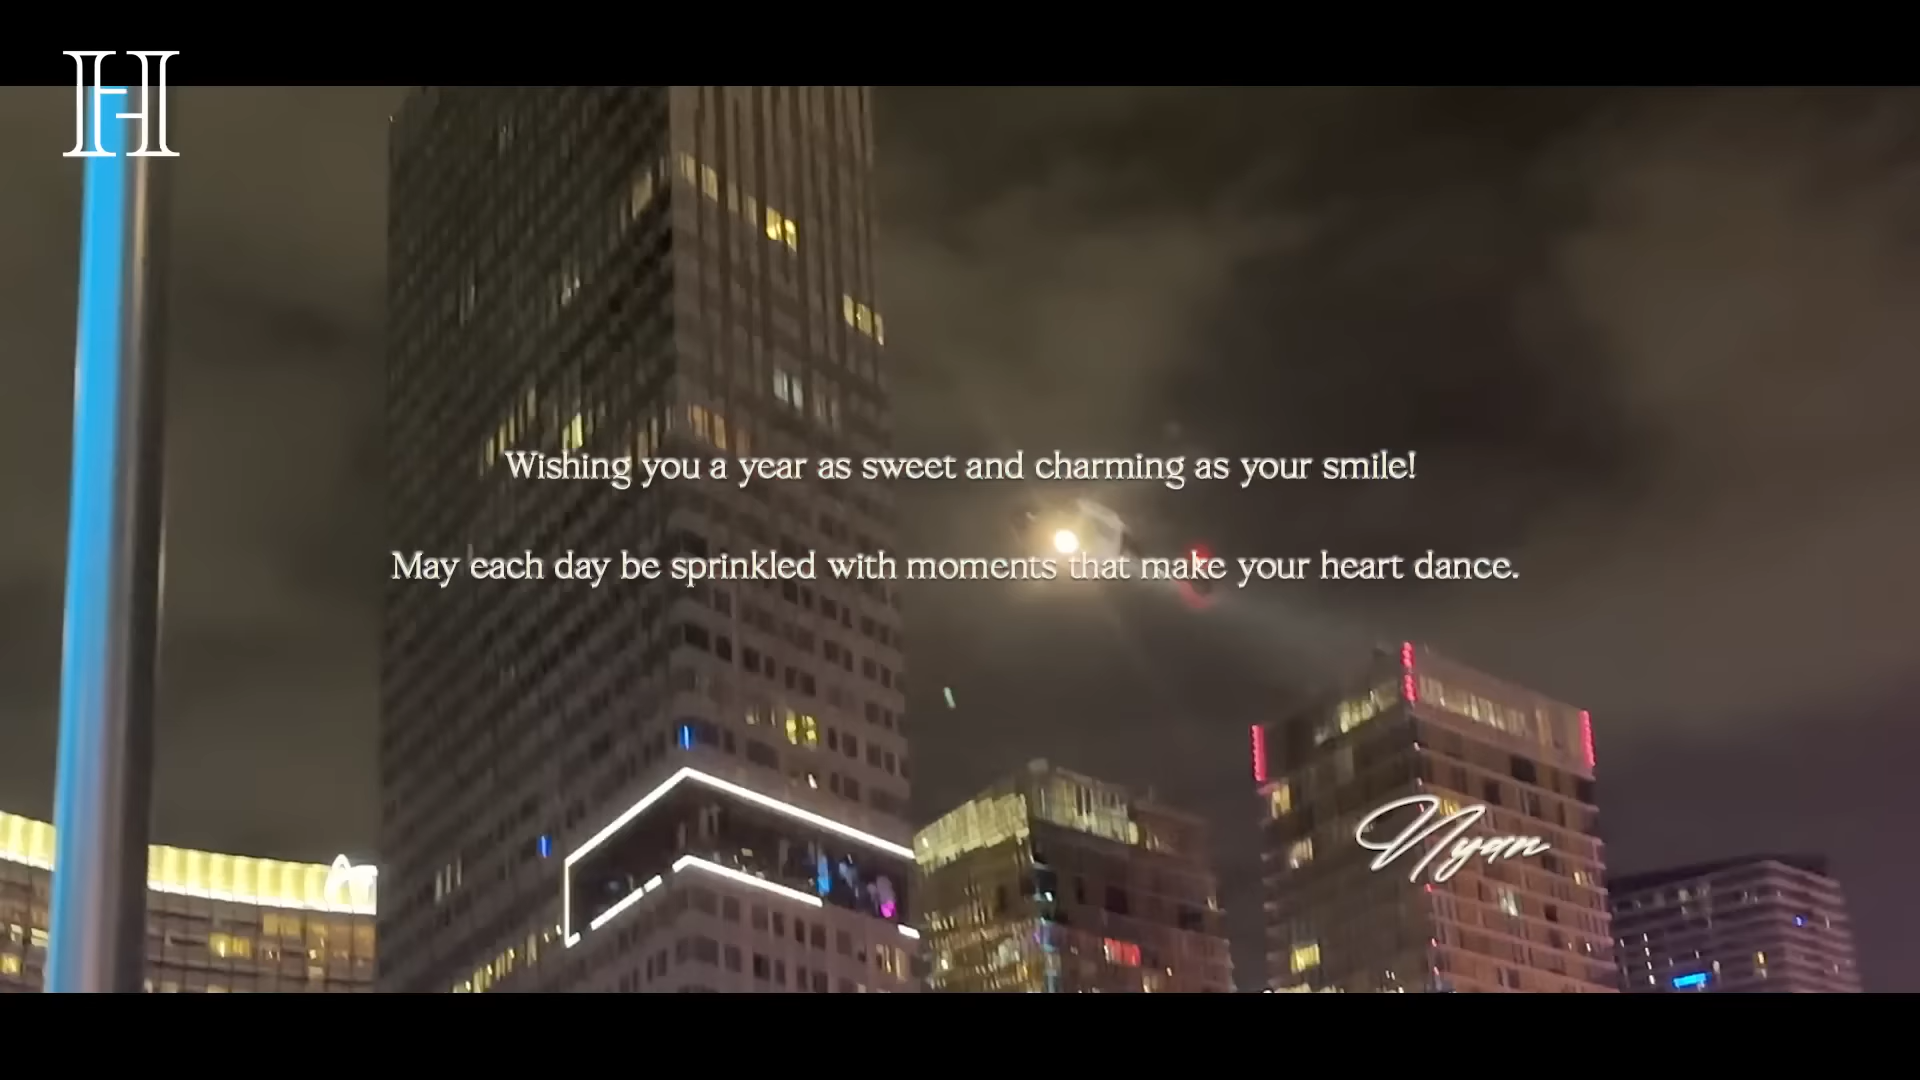 H
Wishing you a year as sweet and charming as your smile!
May each day be sprinkled with moments that make your heart dance.
Nyan